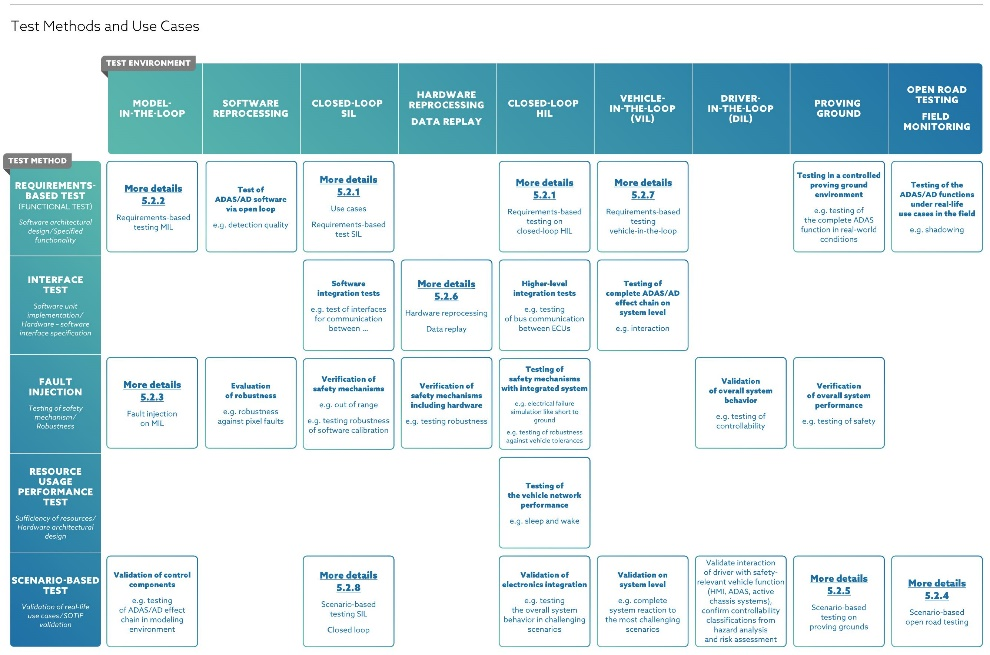 Test Methods and Use Cases
TEST ENVIRONMENT
MODEL-
IN-THE-LOOP
SOFTWARE
REPROCESSING
CLOSED-LOOP
SIL
HARDWARE
REPROCESSING
DATA REPLAY
CLOSED-LOOP
HIL
VEHICLE-
IN-THE-LOOP
(VIL)
DRIVER-
IN-THE-LOOP
(DIL)
PROVING
GROUND
OPEN ROAD
TESTING
FIELD
MONITORING
TEST METHOD
REQUIREMENTS-
BASED TEST
(FUNCTIONAL TEST)
Software architectural
design/Specified
functionality
More details
5.2.2
Requirements-based
testing MIL
Test of
ADAS/AD software
via open loop
e.g. detection quality
More details
5.2.1
Use cases
Requirements-based
test SIL
More details
5.2.1
Requirements-based
testing on
closed-loop HIL
More details
5.2.7
Requirements-based
testing
vehicle-in-the-loop
Testing in a controlled
proving ground
environment
e.g. testing of
the complete ADAS
function in real-world
conditions
Testing of the
ADAS/AD functions
under real-life
use cases in the field
e.g. shadowing
INTERFACE
TEST
Software unit
implementation/
Hardware – software
interface specification
Software
integration tests
e.g. test of interfaces
for communication
between ...
More details
5.2.6
Hardware reprocessing
Data replay
Higher-level
integration tests
e.g. testing
of bus communication
between ECUs
Testing of
complete ADAS/AD
effect chain on
system level
e.g. interaction
FAULT
INJECTION
Testing of safety
mechanism/
Robustness
More details
5.2.3
Fault injection
on MIL
Evaluation
of robustness
e.g. robustness
against pixel faults
Verification of
safety mechanisms
e.g. out of range
e.g. testing robustness
of software calibration
Verification of
safety mechanisms
including hardware
e.g. testing robustness
Testing of
safety mechanisms
with integrated system
e.g. electrical failure
simulation like short to
ground
e.g. testing of robustness
against vehicle tolerances
Validation
of overall system
behavior
e.g. testing of
controllability
Verification
of overall system
performance
e.g. testing of safety
RESOURCE
USAGE
PERFORMANCE
TEST
Sufficiency of resources/
Hardware architectural
design
Testing of
the vehicle network
performance
e.g. sleep and wake
SCENARIO-BASED
TEST
Validation of real-life
use cases/SOTIF
validation
Validation of control
components
e.g. testing
of ADAS/AD effect
chain in modeling
environment
More details
5.2.8
Scenario-based
testing SIL
Closed loop
Validation of
electronics integration
e.g. testing
the overall system
behavior in challenging
scenarios
Validation on
system level
e.g. complete
system reaction to
the most challenging
scenarios
Validate interaction
of driver with safety-
relevant vehicle function
(HMI, ADAS, active
chassis systems),
confirm controllability
classifications from
hazard analysis
and risk assessment
More details
5.2.5
Scenario-based
testing on
proving grounds
More details
5.2.4
Scenario-based
open road testing